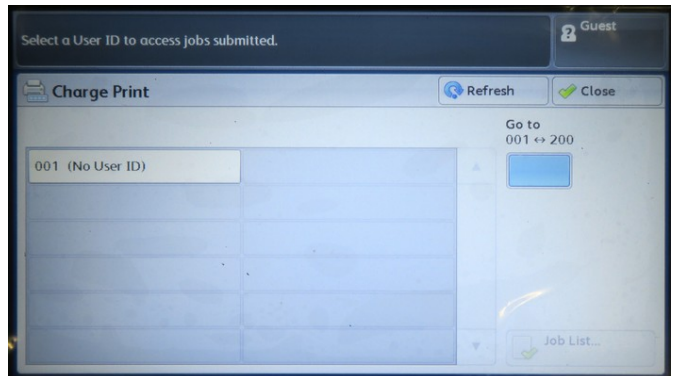 Select a User ID to access jobs submitted.
Guest
Charge Print
Refresh
Close
Go to
001 ↔ 200
001 (No User ID)
Job List...